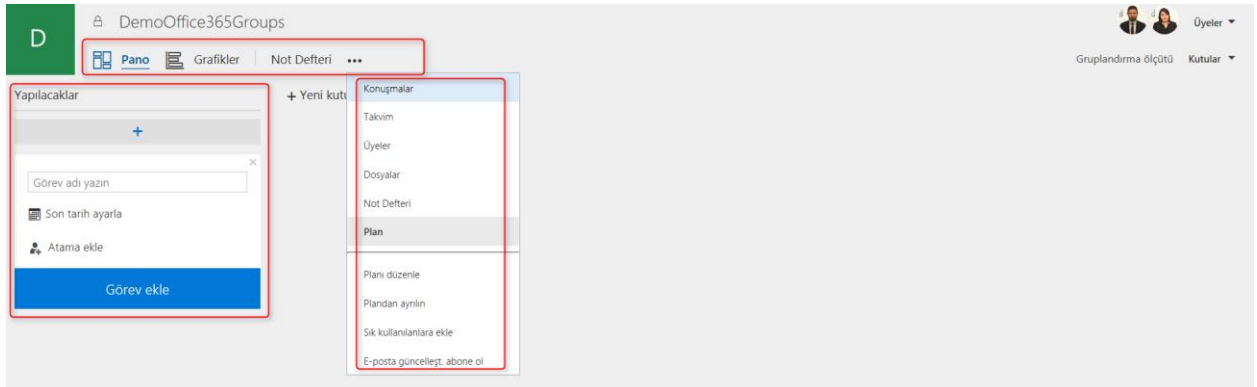 D
DemoOffice365Groups
Üyeler
Pano Grafikler Not Defteri
Gruplandırma ölçütü Kutular
Yapılacaklar
+ Yeni kutu
+
Görev adı yazın
Son tarih ayarla
Atama ekle
Görev ekle
Konuşmalar
Takvim
Üyeler
Dosyalar
Not Defteri
Plan
Planı düzenle
Plandan ayrılın
Sık kullanılanlara ekle
E-posta güncelleşt. abone ol